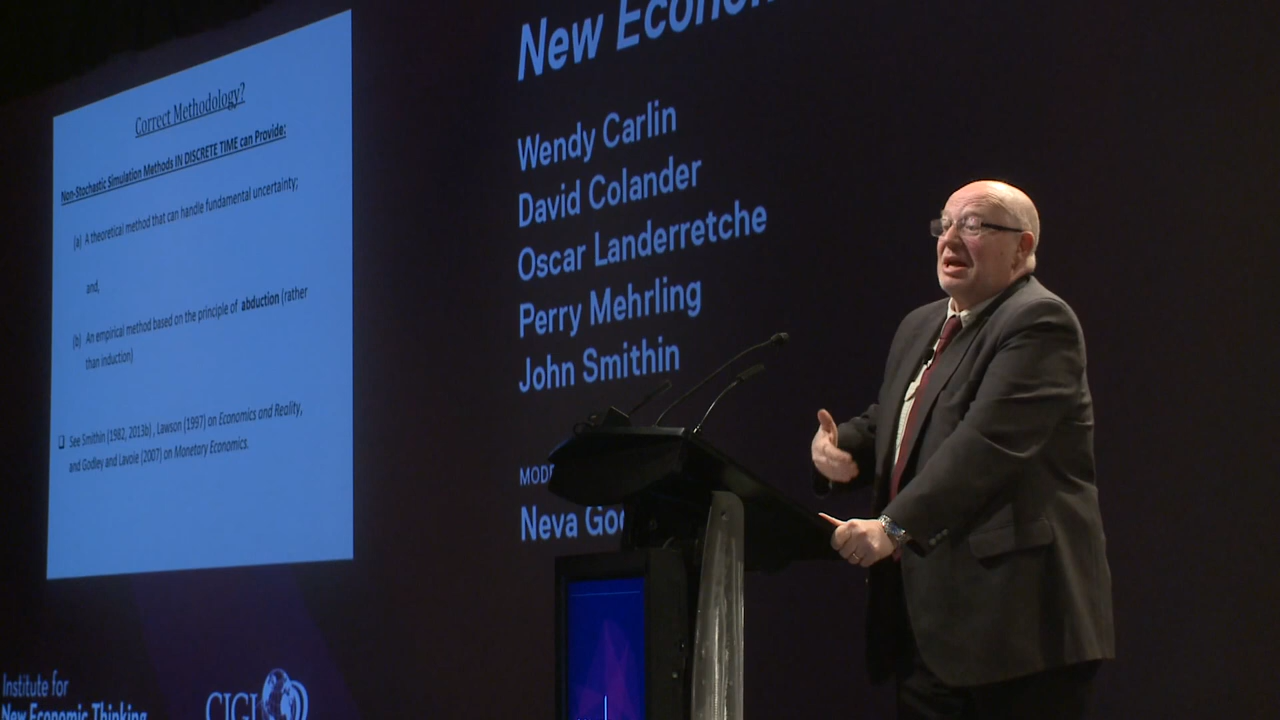 Correct Methodology?
Non-Stochastic Simulation Methods IN DISCRETE TIME can Provide:
(a) A theoretical method that can handle fundamental uncertainty;
and,
(b) An empirical method based on the principle of abduction (rather
than induction)
See Smithin (1982, 2013b) , Lawson (1997) on Economics and Reality,
and Godley and Lavoie (2007) on Monetary Economics.
New
Wendy Carlin
David Colander
Oscar Landerretche
Perry Mehrling
John Smithin
Neva
Institute for
New Economic Thinking
CIGI